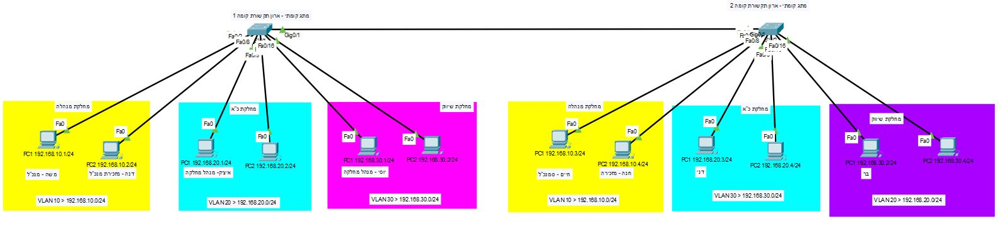 מתג קומתי - ארון תקשורת קומה 1
מתג קומתי - ארון תקשורת קומה 2
Gig0/1
Fa0/8
Fa0/16
Gig0/1
Fa0/8
Fa0/16
מחלקת מנהלה
Fa0
Fa0
PC1 192.168.10.1/24
PC2 192.168.10.2/24
משה - מנכ"ל
דנה - מזכירת מנכ"ל
VLAN 10 > 192.168.10.0/24
מחלקת כ"א
Fa0
Fa0
PC1 192.168.20.1/24
PC2 192.168.20.2/24
איציק- מנהל מחלקה
VLAN 20 > 192.168.20.0/24
מחלקת שיווק
Fa0
Fa0
PC1 192.168.30.1/24
PC2 192.168.30.2/24
יוסי - מנהל מחלקה
VLAN 30 > 192.168.30.0/24
מחלקת מנהלה
Fa0
Fa0
PC1 192.168.10.3/24
PC2 192.168.10.4/24
חיים - סמנכ"ל
חנה - מזכירה
VLAN 10 > 192.168.10.0/24
מחלקת כ"א
Fa0
Fa0
PC1 192.168.20.3/24
PC2 192.168.20.4/24
דני
VLAN 30 > 192.168.30.0/24
מחלקת שיווק
Fa0
Fa0
PC1 192.168.30.2/24
PC2 192.168.30.4/24
בר
VLAN 20 > 192.168.20.0/24